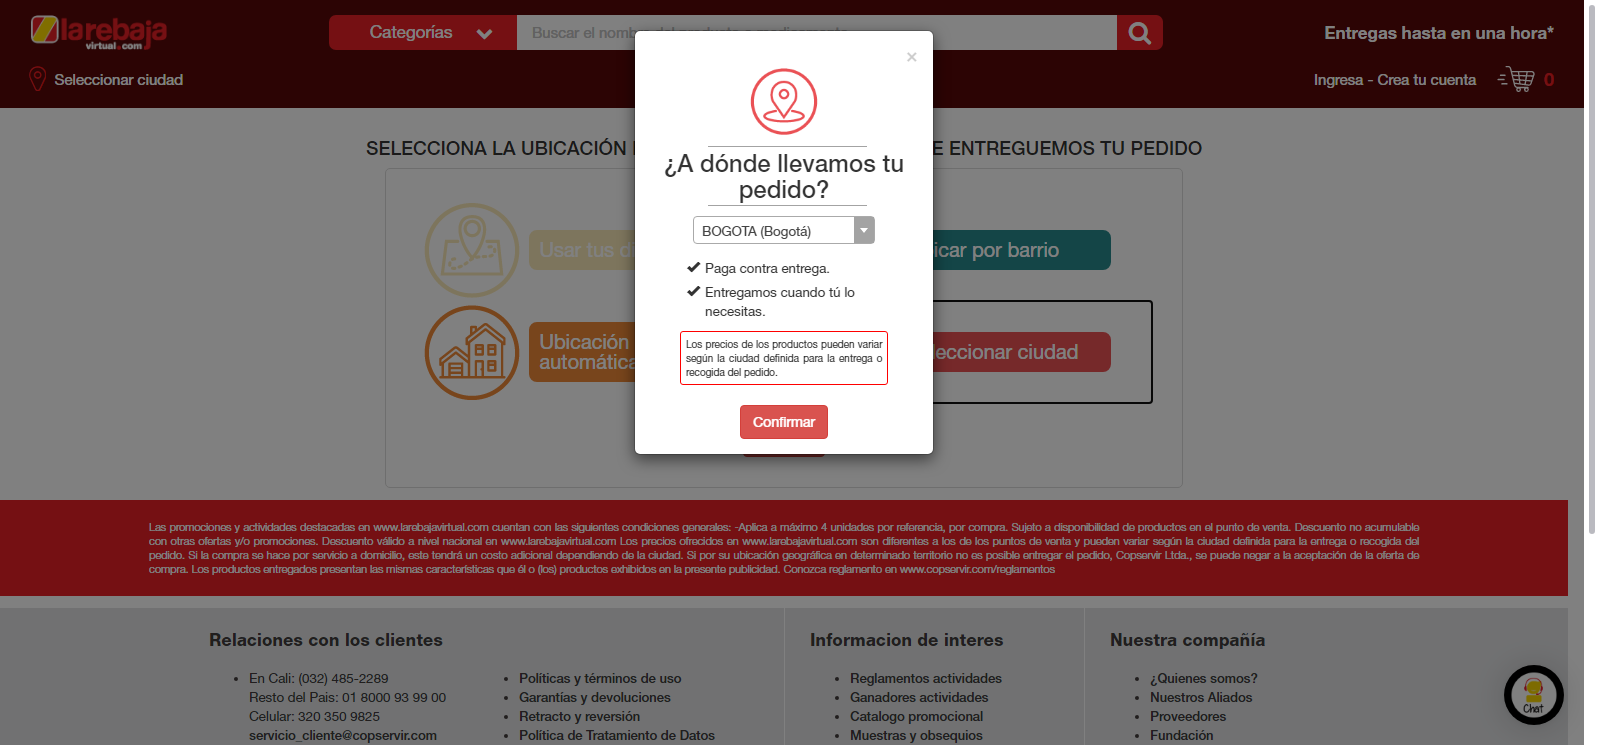 larebaja
virtual.com
Categorías
Buscar el
Entregas hasta en una hora*
Seleccionar ciudad
Ingresa - Crea tu cuenta
0
×
SELECCIONA LA UBICACIÓN
E ENTREGUEMOS TU PEDIDO
¿A dónde llevamos tu
pedido?
BOGOTA (Bogotá)
Paga contra entrega.
Entregamos cuando tú lo
necesitas.
Los precios de los productos pueden variar
según la ciudad definida para la entrega o
recogida del pedido.
Confirmar
Usar tus d
icar por barrio
Ubicación
automática
leccionar ciudad
Las promociones y actividades destacadas en www.larebajavirtual.com cuentan con las siguientes condiciones generales: -Aplica a máximo 4 unidades por referencia, por compra. Sujeto a disponibilidad de productos en el punto de venta. Descuento no acumulable
con otras ofertas y/o promociones. Descuento válido a nivel nacional en www.larebajavirtual.com Los precios ofrecidos en www.larebajavirtual.com son diferentes a los de los puntos de venta y pueden variar según la ciudad definida para la entrega o recogida del
pedido. Si la compra se hace por servicio a domicilio, este tendrá un costo adicional dependiendo de la ciudad. Si por su ubicación geográfica en determinado territorio no es posible entregar el pedido, Copservir Ltda., se puede negar a la aceptación de la oferta de
compra. Los productos entregados presentan las mismas características que él o (los) productos exhibidos en la presente publicidad. Conozca reglamento en www.copservir.com/reglamentos
Relaciones con los clientes
En Cali: (032) 485-2289
Resto del Pais: 01 8000 93 99 00
Celular: 320 350 9825
servicio_cliente@copservir.com
Políticas y términos de uso
Garantías y devoluciones
Retracto y reversión
Política de Tratamiento de Datos
Informacion de interes
Reglamentos actividades
Ganadores actividades
Catalogo promocional
Muestras y obsequios
Nuestra compañía
¿Quienes somos?
Nuestros Aliados
Proveedores
Fundación
Chat